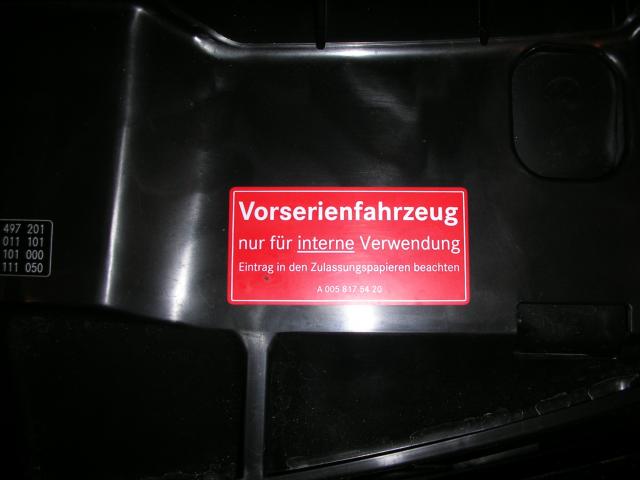 Vorserienfahrzeug
nur für interne Verwendung
Eintrag in den Zulassungspapieren beachten
A 005 817 54 20
497 201
011 101
101 000
111 050